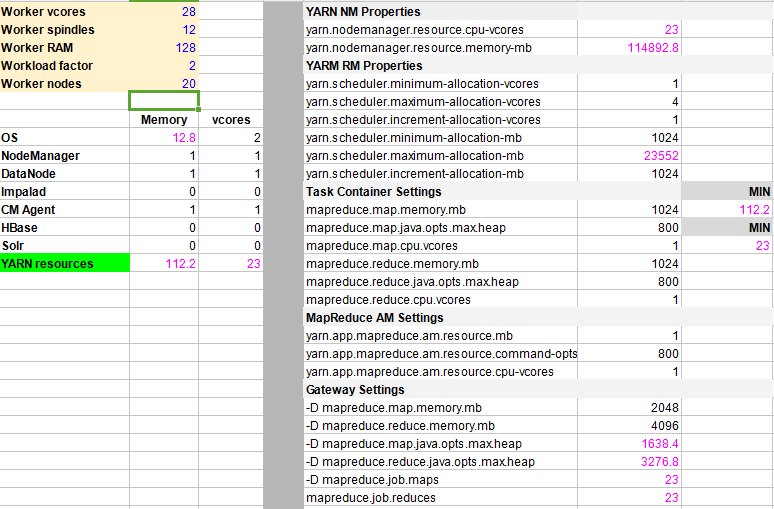 Worker vcores 28
Worker spindles 12
Worker RAM 128
Workload factor 2
Worker nodes 20
Memory vcores
OS 12.8 2
NodeManager 1 1
DataNode 1 1
Impalad 0 0
CM Agent 1 1
HBase 0 0
Solr 0 0
YARN resources 112.2 23
YARN NM Properties
yarn.nodemanager.resource.cpu-vcores 23
yarn.nodemanager.resource.memory-mb 114892.8
YARM RM Properties
yarn.scheduler.minimum-allocation-vcores 1
yarn.scheduler.maximum-allocation-vcores 4
yarn.scheduler.increment-allocation-vcores 1
yarn.scheduler.minimum-allocation-mb 1024
yarn.scheduler.maximum-allocation-mb 23552
yarn.scheduler.increment-allocation-mb 1024
Task Container Settings MIN
mapreduce.map.memory.mb 1024 112.2
mapreduce.map.java.opts.max.heap 800 MIN
mapreduce.map.cpu.vcores 1 23
mapreduce.reduce.memory.mb 1024
mapreduce.reduce.java.opts.max.heap 800
mapreduce.reduce.cpu.vcores 1
MapReduce AM Settings
yarn.app.mapreduce.am.resource.mb 1
yarn.app.mapreduce.am.resource.command-opts 800
yarn.app.mapreduce.am.resource.cpu-vcores 1
Gateway Settings
-D mapreduce.map.memory.mb 2048
-D mapreduce.reduce.memory.mb 4096
-D mapreduce.map.java.opts.max.heap 1638.4
-D mapreduce.reduce.java.opts.max.heap 3276.8
-D mapreduce.job.maps 23
mapreduce.job.reduces 23